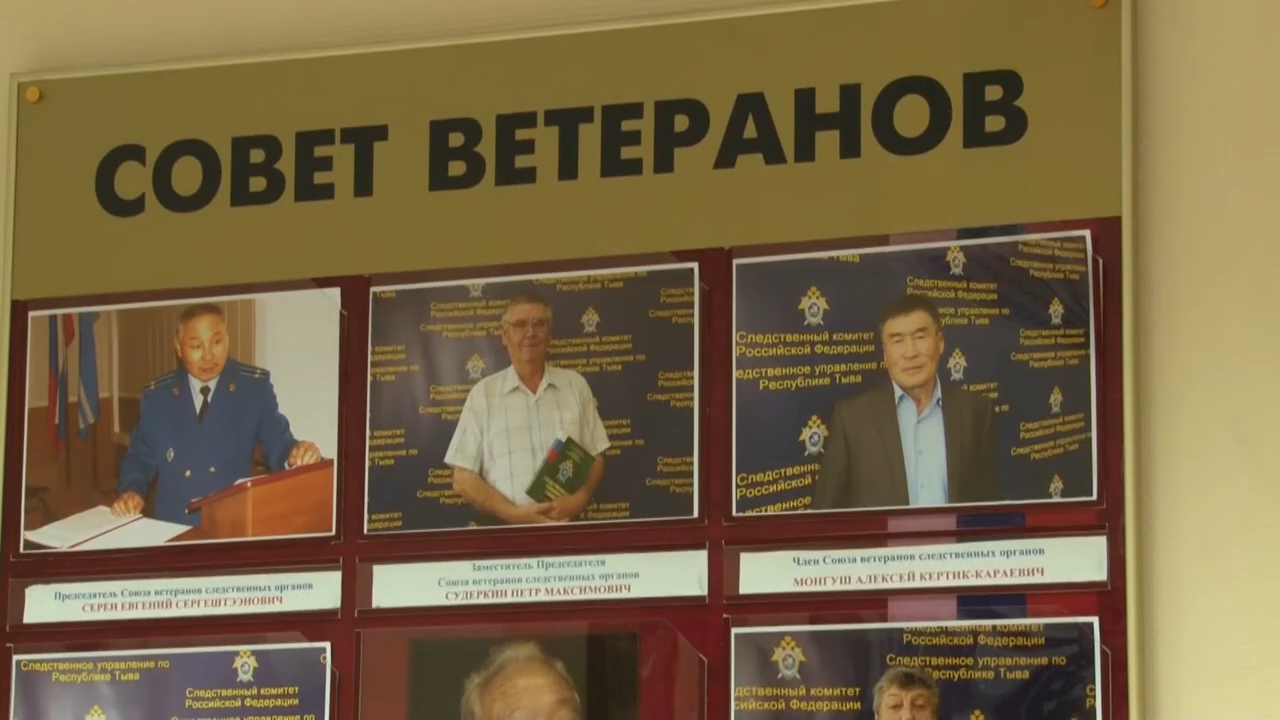 СОВЕТ ВЕТЕРАНОВ
Следственный комитет
Российской Федерации
Следственное управление по
Республике Тыва
Председатель Союза ветеранов следственных органов
СЕРЕН ЕВГЕНИЙ СЕРГЕШТЭЭНОВИЧ
Заместитель Председателя
Союза ветеранов следственных органов
СУДЕРКИН ПЕТР МАКСИМОВИЧ
Член Союза ветеранов следственных органов
МОНГУШ АЛЕКСЕЙ КЕРТИК-КАРАЕВИЧ
Следственное управление по
Республике Тыва
Следственный комитет
Российской Федерации
Следственный комитет
Российской Федерации
Следственное управление по
Республике Тыва